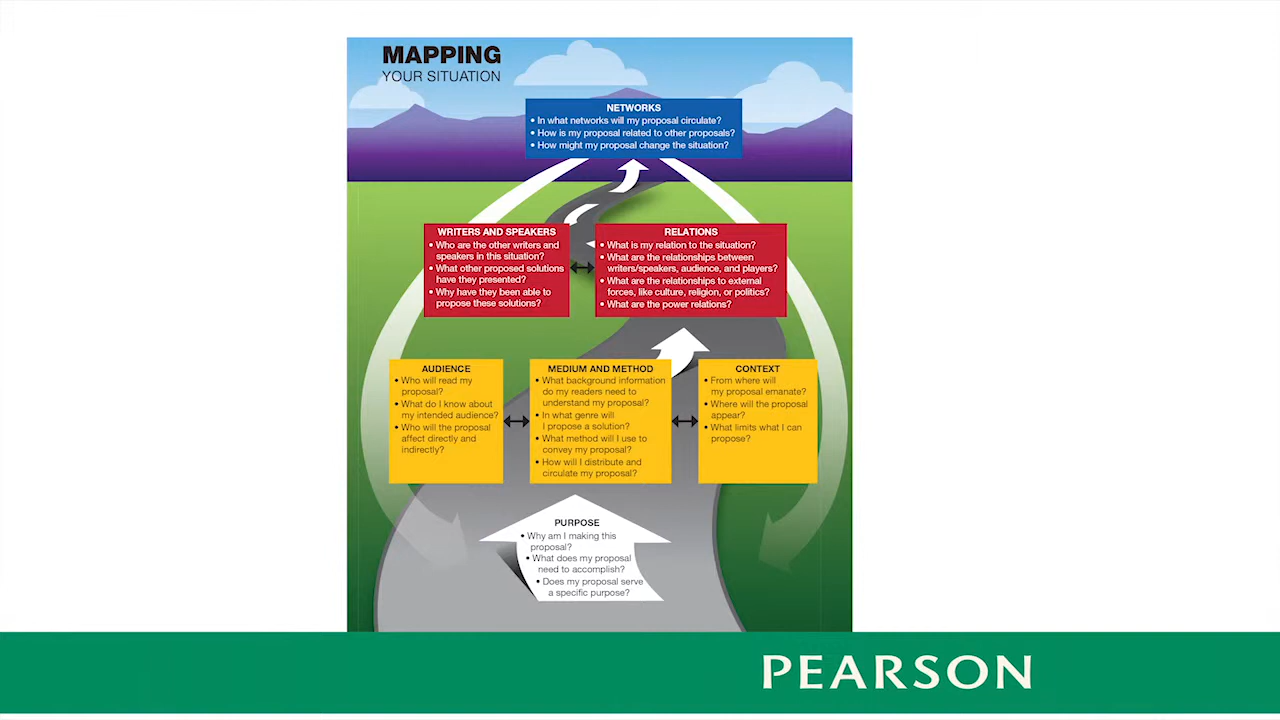 MAPPING
YOUR SITUATION
NETWORKS
• In what networks will my proposal circulate?
• How is my proposal related to other proposals?
• How might my proposal change the situation?
WRITERS AND SPEAKERS
• Who are the other writers and
speakers in this situation?
• What other proposed solutions
have they presented?
• Why have they been able to
propose these solutions?
RELATIONS
• What is my relation to the situation?
• What are the relationships between
writers/speakers, audience, and players?
• What are the relationships to external
forces, like culture, religion, or politics?
• What are the power relations?
AUDIENCE
• Who will read my
proposal?
• What do I know about
my intended audience?
• Who will the proposal
affect directly and
indirectly?
MEDIUM AND METHOD
• What background information
do my readers need to
understand my proposal?
• In what genre will
I propose a solution?
• What method will I use to
convey my proposal?
• How will I distribute and
circulate my proposal?
CONTEXT
• From where will
my proposal emanate?
• Where will the proposal
appear?
• What limits what I can
propose?
PURPOSE
• Why am I making this
proposal?
• What does my proposal
need to accomplish?
• Does my proposal serve
a specific purpose?
PEARSON